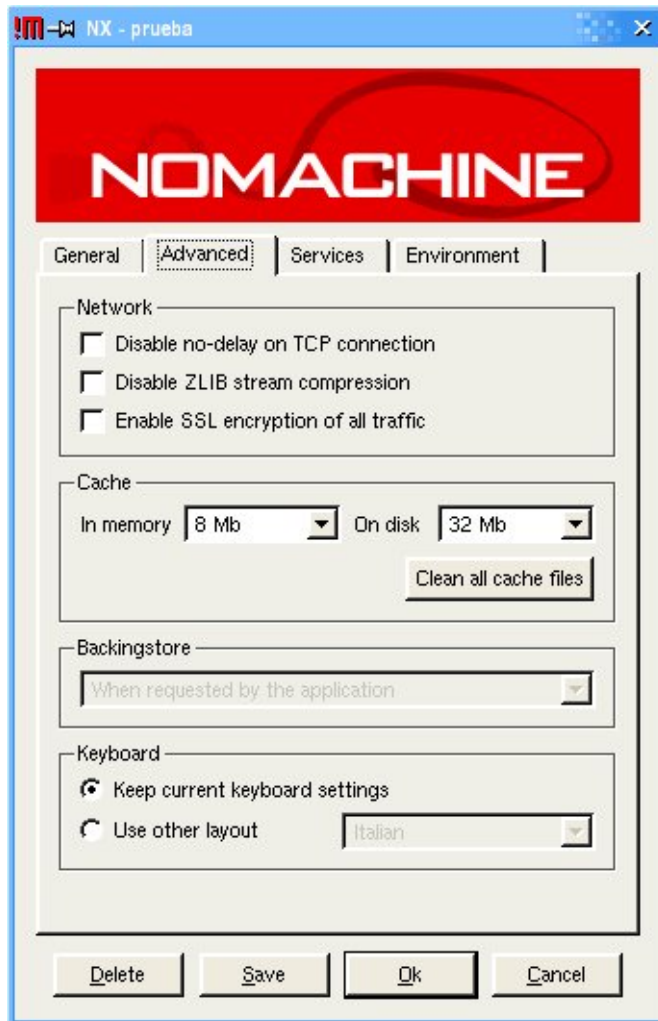 !M NX - prueba
NOMACHINE
General Advanced Services Environment
Network
Disable no-delay on TCP connection
Disable ZLIB stream compression
Enable SSL encryption of all traffic
Cache
In memory 8 Mb On disk 32 Mb
Clean all cache files
Backingstore
When requested by the application
Keyboard
Keep current keyboard settings
Use other layout Italian
Delete Save Ok Cancel